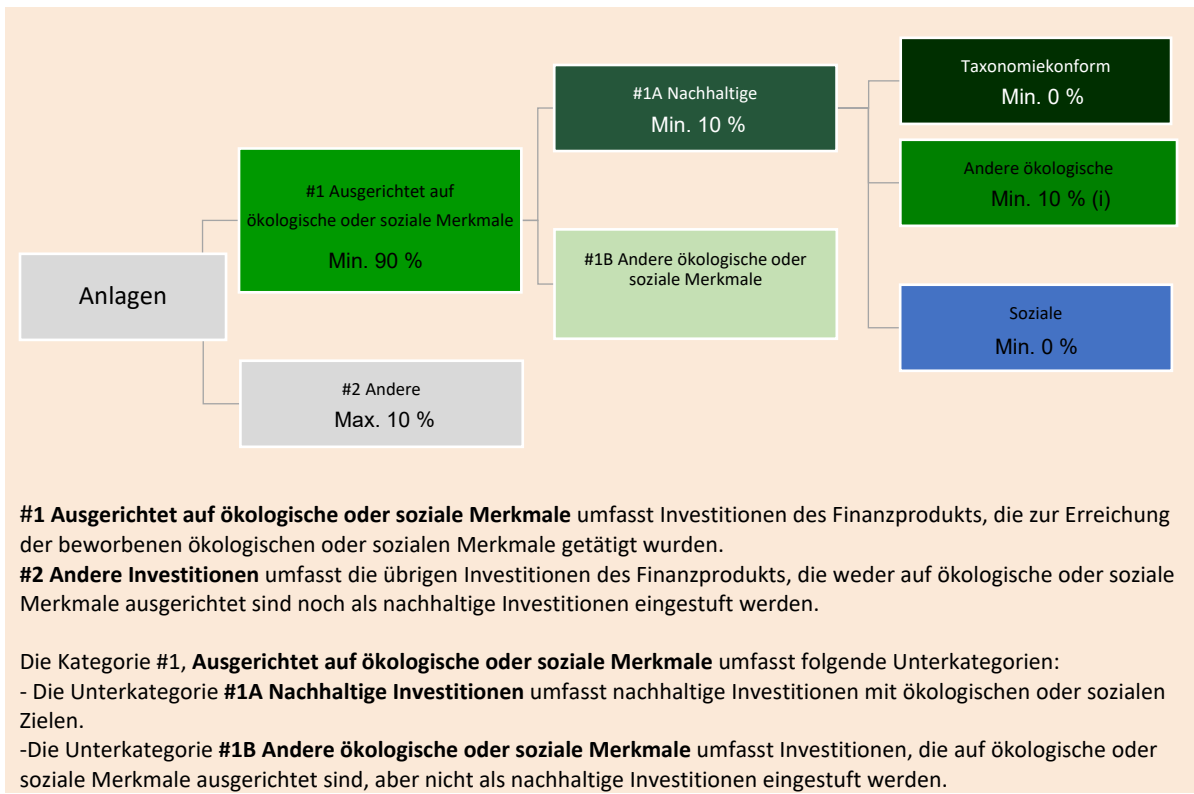 Anlagen
#1 Ausgerichtet auf
ökologische oder soziale Merkmale
Min. 90 %
#2 Andere
Max. 10 %
#1A Nachhaltige
Min. 10 %
#1B Andere ökologische oder
soziale Merkmale
Taxonomiekonform
Min. 0 %
Andere ökologische
Min. 10 % (i)
Soziale
Min. 0 %
#1 Ausgerichtet auf ökologische oder soziale Merkmale umfasst Investitionen des Finanzprodukts, die zur Erreichung
der beworbenen ökologischen oder sozialen Merkmale getätigt wurden.
#2 Andere Investitionen umfasst die übrigen Investitionen des Finanzprodukts, die weder auf ökologische oder soziale
Merkmale ausgerichtet sind noch als nachhaltige Investitionen eingestuft werden.
Die Kategorie #1, Ausgerichtet auf ökologische oder soziale Merkmale umfasst folgende Unterkategorien:
- Die Unterkategorie #1A Nachhaltige Investitionen umfasst nachhaltige Investitionen mit ökologischen oder sozialen
Zielen.
-Die Unterkategorie #1B Andere ökologische oder soziale Merkmale umfasst Investitionen, die auf ökologische oder
soziale Merkmale ausgerichtet sind, aber nicht als nachhaltige Investitionen eingestuft werden.